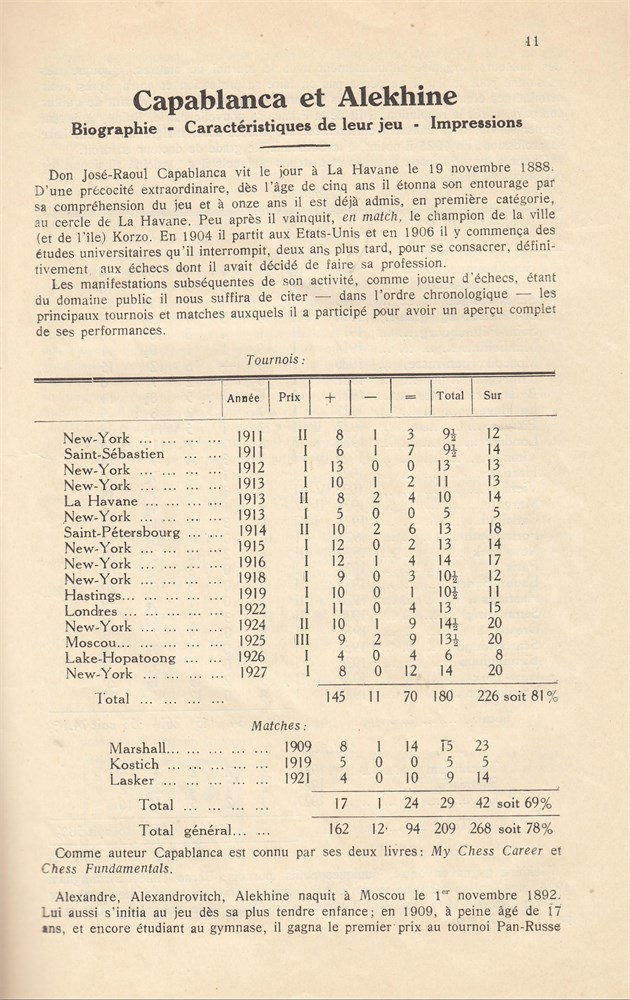 11
Capablanca et Alekhine
Biographie - Caractéristiques de leur jeu - Impressions
Don José-Raoul Capablanca vit le jour à La Havane le 19 novembre 1888.
D'une précocité extraordinaire, dès l'âge de cinq ans il étonna son entourage par
sa compréhension du jeu et à onze ans il est déjà admis, en première catégorie,
au cercle de La Havane. Peu après il vainquit, en match, le champion de la ville
(et de l'île) Korzo. En 1904 il partit aux Etats-Unis et en 1906 il y commença des
études universitaires qu'il interrompit, deux ans plus tard, pour se consacrer, défini-
tivement aux échecs dont il avait décidé de faire sa profession.
Les manifestations subséquentes de son activité, comme joueur d'échecs, étant
du domaine public il nous suffira de citer — dans l'ordre chronologique — les
principaux tournois et matches auxquels il a participé pour avoir un aperçu complet
de ses performances.
Tournois :
Année Prix + — = Total Sur
New-York ... ... ... ... 1911 II 8 1 3 9½ 12
Saint-Sébastien ... ... 1911 I 6 1 7 9½ 14
New-York ... ... ... ... 1912 I 13 0 0 13 13
New-York ... ... ... ... 1913 I 10 1 2 11 13
La Havane ... ... ... ... 1913 II 8 2 4 10 14
New-York ... ... ... ... 1913 I 5 0 0 5 5
Saint-Pétersbourg ... ... 1914 II 10 2 6 13 18
New-York ... ... ... ... 1915 I 12 0 2 13 14
New-York ... ... ... ... 1916 I 12 1 4 14 17
New-York ... ... ... ... 1918 I 9 0 3 10½ 12
Hastings... ... ... ... ... 1919 I 10 0 1 10½ 11
Londres ... ... ... ... ... 1922 I 11 0 4 13 15
New-York ... ... ... ... 1924 II 10 1 9 14½ 20
Moscou... ... ... ... ... 1925 III 9 2 9 13½ 20
Lake-Hopatoong ... ... 1926 I 4 0 4 6 8
New-York ... ... ... ... 1927 I 8 0 12 14 20
Total ... ... ... ... 145 11 70 180 226 soit 81%
Matches :
Marshall... ... ... ... ... 1909 8 1 14 15 23
Kostich ... ... ... ... ... 1919 5 0 0 5 5
Lasker ... ... ... ... ... 1921 4 0 10 9 14
Total ... ... ... ... 17 1 24 29 42 soit 69%
Total général... ... 162 12 94 209 268 soit 78%
Comme auteur Capablanca est connu par ses deux livres: My Chess Career et
Chess Fundamentals.
Alexandre, Alexandrovitch, Alekhine naquit à Moscou le 1er novembre 1892.
Lui aussi s'initia au jeu dès sa plus tendre enfance; en 1909, à peine âgé de 17
ans, et encore étudiant au gymnase, il gagna le premier prix au tournoi Pan-Russe